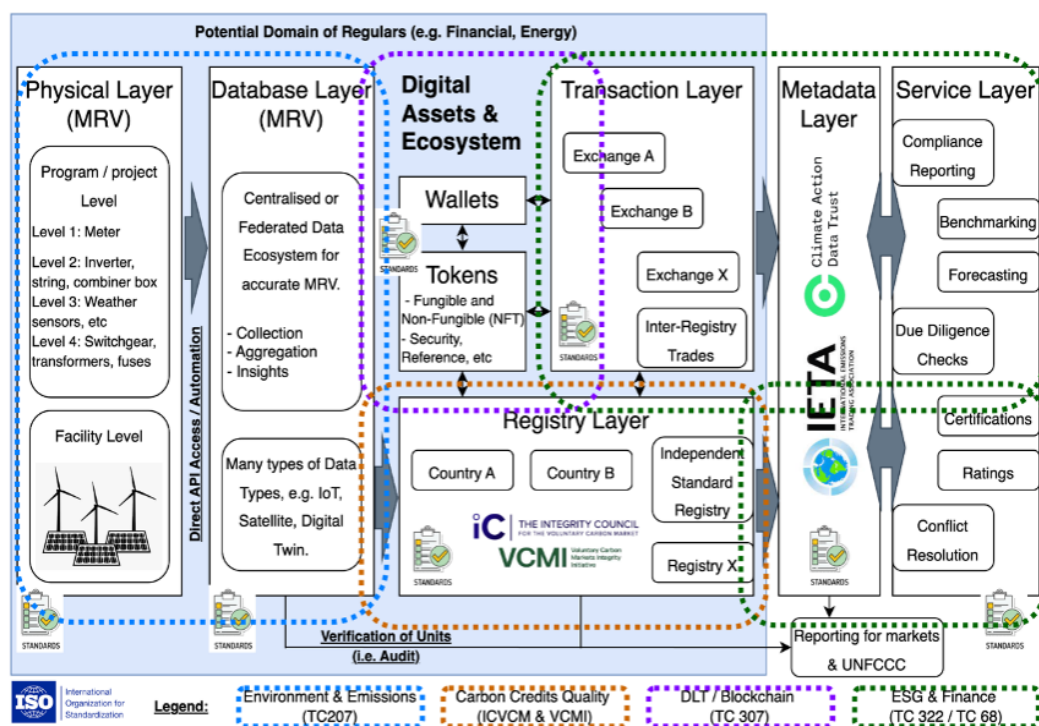 Potential Domain of Regulars (e.g. Financial, Energy)
Physical Layer
(MRV)
Program / project
Level
Level 1: Meter
Level 2: Inverter,
string, combiner box
Level 3: Weather
sensors, etc
Level 4: Switchgear,
transformers, fuses
Facility Level
STANDARDS
Direct API Access / Automation
Database Layer
(MRV)
Centralised or
Federated Data
Ecosystem for
accurate MRV.
- Collection
- Aggregation
- Insights
Many types of Data
Types, e.g. IoT,
Satellite, Digital
Twin.
STANDARDS
Digital
Assets &
Ecosystem
STANDARDS
Wallets
Tokens
- Fungible and
Non-Fungible (NFT)
- Security,
Reference, etc
Transaction Layer
Exchange A
Exchange B
Exchange X
Inter-Registry
Trades
STANDARDS
Registry Layer
Country A
Country B
Independent
Standard
Registry
Registry X
STANDARDS
iC THE INTEGRITY COUNCIL
FOR THE VOLUNTARY CARBON MARKET
VCMI Voluntary Carbon
Markets Integrity
Initiative
Metadata
Layer
Climate Action
Data Trust
IETA
INTERNATIONAL EMISSIONS
TRADING ASSOCIATION
STANDARDS
Service Layer
Compliance
Reporting
Benchmarking
Forecasting
Due Diligence
Checks
Certifications
Ratings
Conflict
Resolution
STANDARDS
Verification of Units
(i.e. Audit)
Reporting for markets
& UNFCCC
ISO
International
Organization for
Standardization
Legend:
Environment & Emissions
(TC207)
Carbon Credits Quality
(ICVCM & VCMI)
DLT / Blockchain
(TC 307)
ESG & Finance
(TC 322 / TC 68)